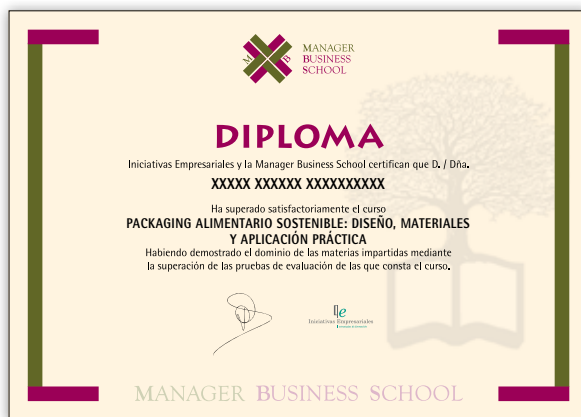 M B
MANAGER
BUSINESS
SCHOOL
DIPLOMA
Iniciativas Empresariales y la Manager Business School certifican que D. / Dña.
XXXXX XXXXXX XXXXXXXXXX
Ha superado satisfactoriamente el curso
PACKAGING ALIMENTARIO SOSTENIBLE: DISEÑO, MATERIALES
Y APLICACIÓN PRÁCTICA
Habiendo demostrado el dominio de las materias impartidas mediante
la superación de las pruebas de evaluación de las que consta el curso.
Ie
Iniciativas Empresariales
MANAGER BUSINESS SCHOOL